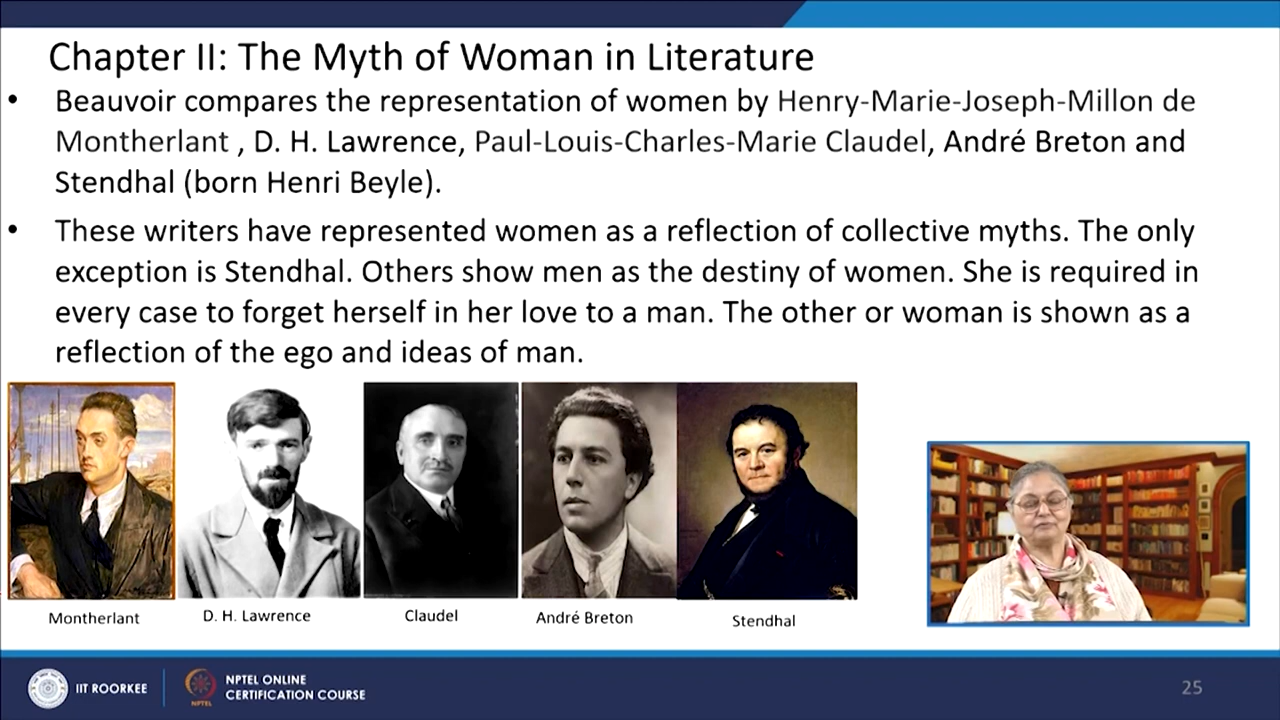 Chapter II: The Myth of Woman in Literature
• Beauvoir compares the representation of women by Henry-Marie-Joseph-Millon de
Montherlant , D. H. Lawrence, Paul-Louis-Charles-Marie Claudel, André Breton and
Stendhal (born Henri Beyle).
• These writers have represented women as a reflection of collective myths. The only
exception is Stendhal. Others show men as the destiny of women. She is required in
every case to forget herself in her love to a man. The other or woman is shown as a
reflection of the ego and ideas of man.
Montherlant
D. H. Lawrence
Claudel
André Breton
Stendhal
IIT ROORKEE
NPTEL
NPTEL ONLINE
CERTIFICATION COURSE
25